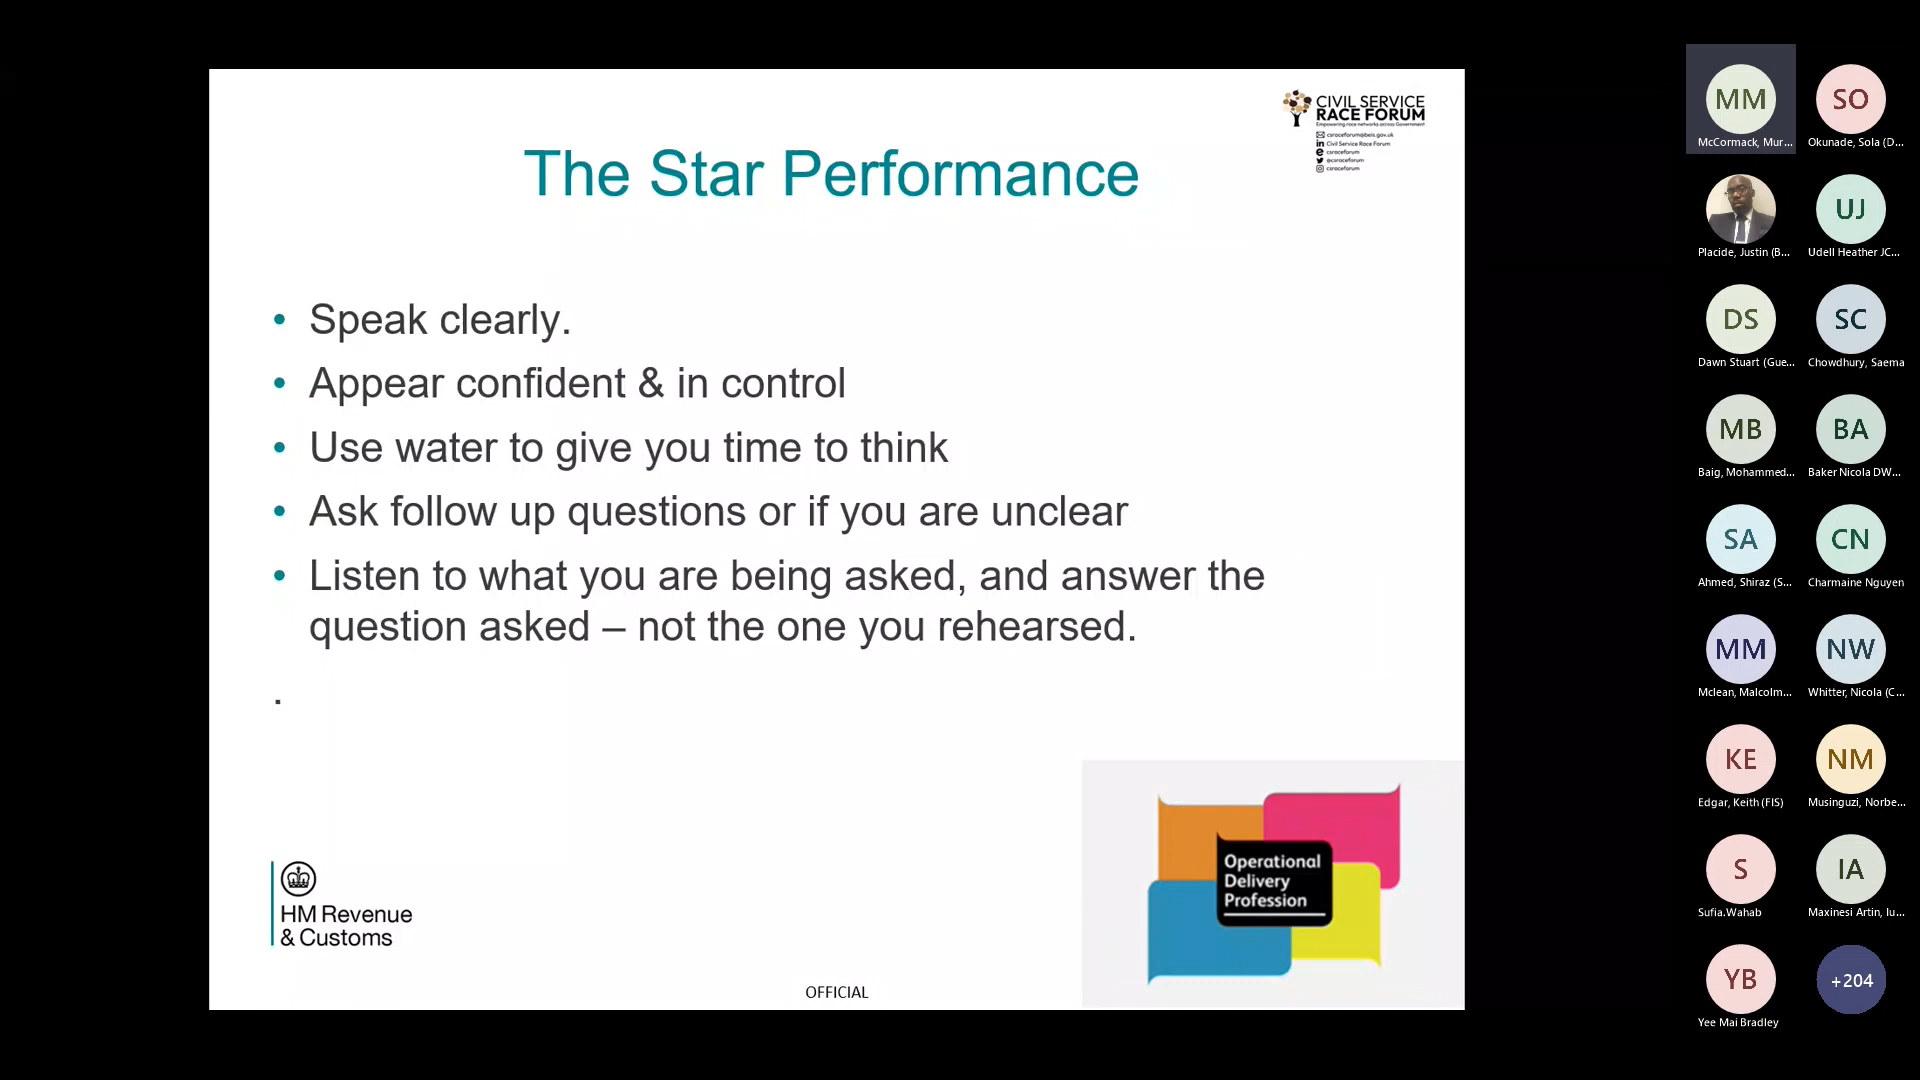 CIVIL SERVICE
RACE FORUM
Empowering race networks across Government
csraceforum@beis.gov.uk
Civil Service Race Forum
csraceforum
@csraceforum
csraceforum
The Star Performance
• Speak clearly.
• Appear confident & in control
• Use water to give you time to think
• Ask follow up questions or if you are unclear
• Listen to what you are being asked, and answer the
question asked – not the one you rehearsed.
.
HM Revenue
& Customs
Operational
Delivery
Profession
OFFICIAL
MM
SO
McCormack, Mur...
Okunade, Sola (D...
UJ
Placide, Justin (B...
Udell Heather JC...
DS
SC
Dawn Stuart (Gue...
Chowdhury, Saema
MB
BA
Baig, Mohammed...
Baker Nicola DW...
SA
CN
Ahmed, Shiraz (S...
Charmaine Nguyen
MM
NW
Mclean, Malcolm...
Whitter, Nicola (C...
KE
NM
Edgar, Keith (FIS)
Musinguzi, Norbe...
S
IA
Sufia.Wahab
Maxinesi Artin, Iu...
YB
+204
Yee Mai Bradley